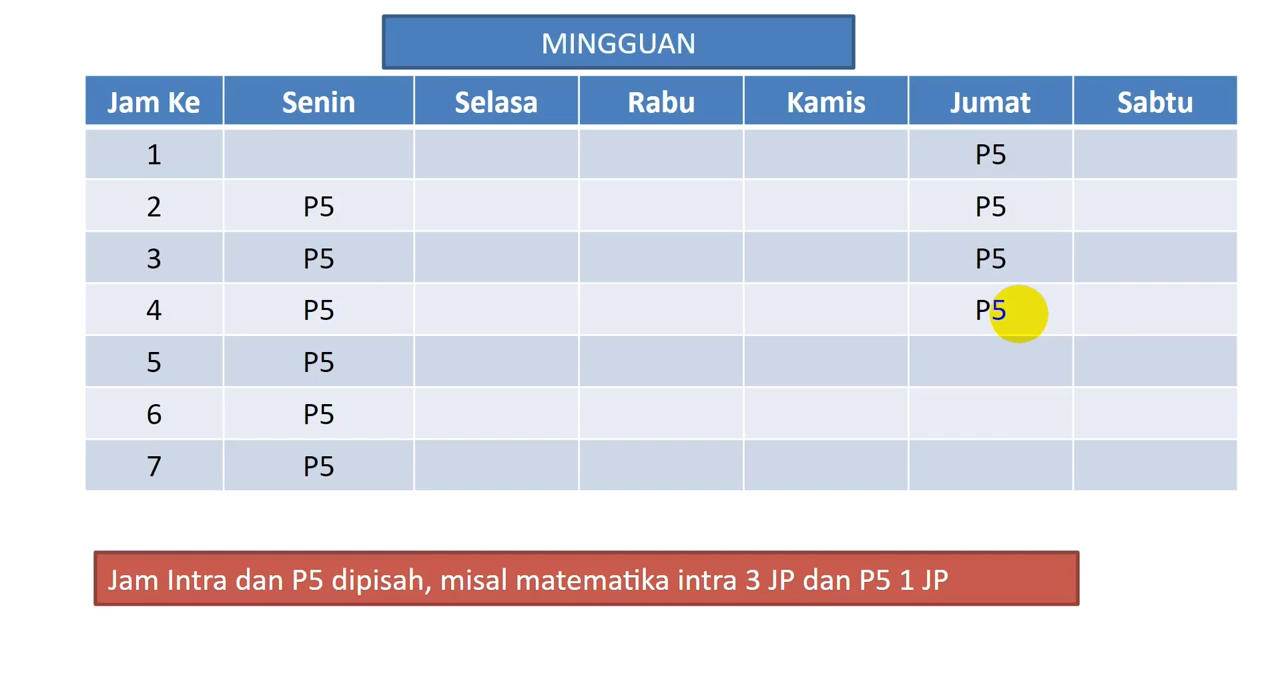 MINGGUAN
Jam Ke Senin Selasa Rabu Kamis Jumat Sabtu
1 P5
2 P5 P5
3 P5 P5
4 P5 P5
5 P5
6 P5
7 P5
Jam Intra dan P5 dipisah, misal matematika intra 3 JP dan P5 1 JP